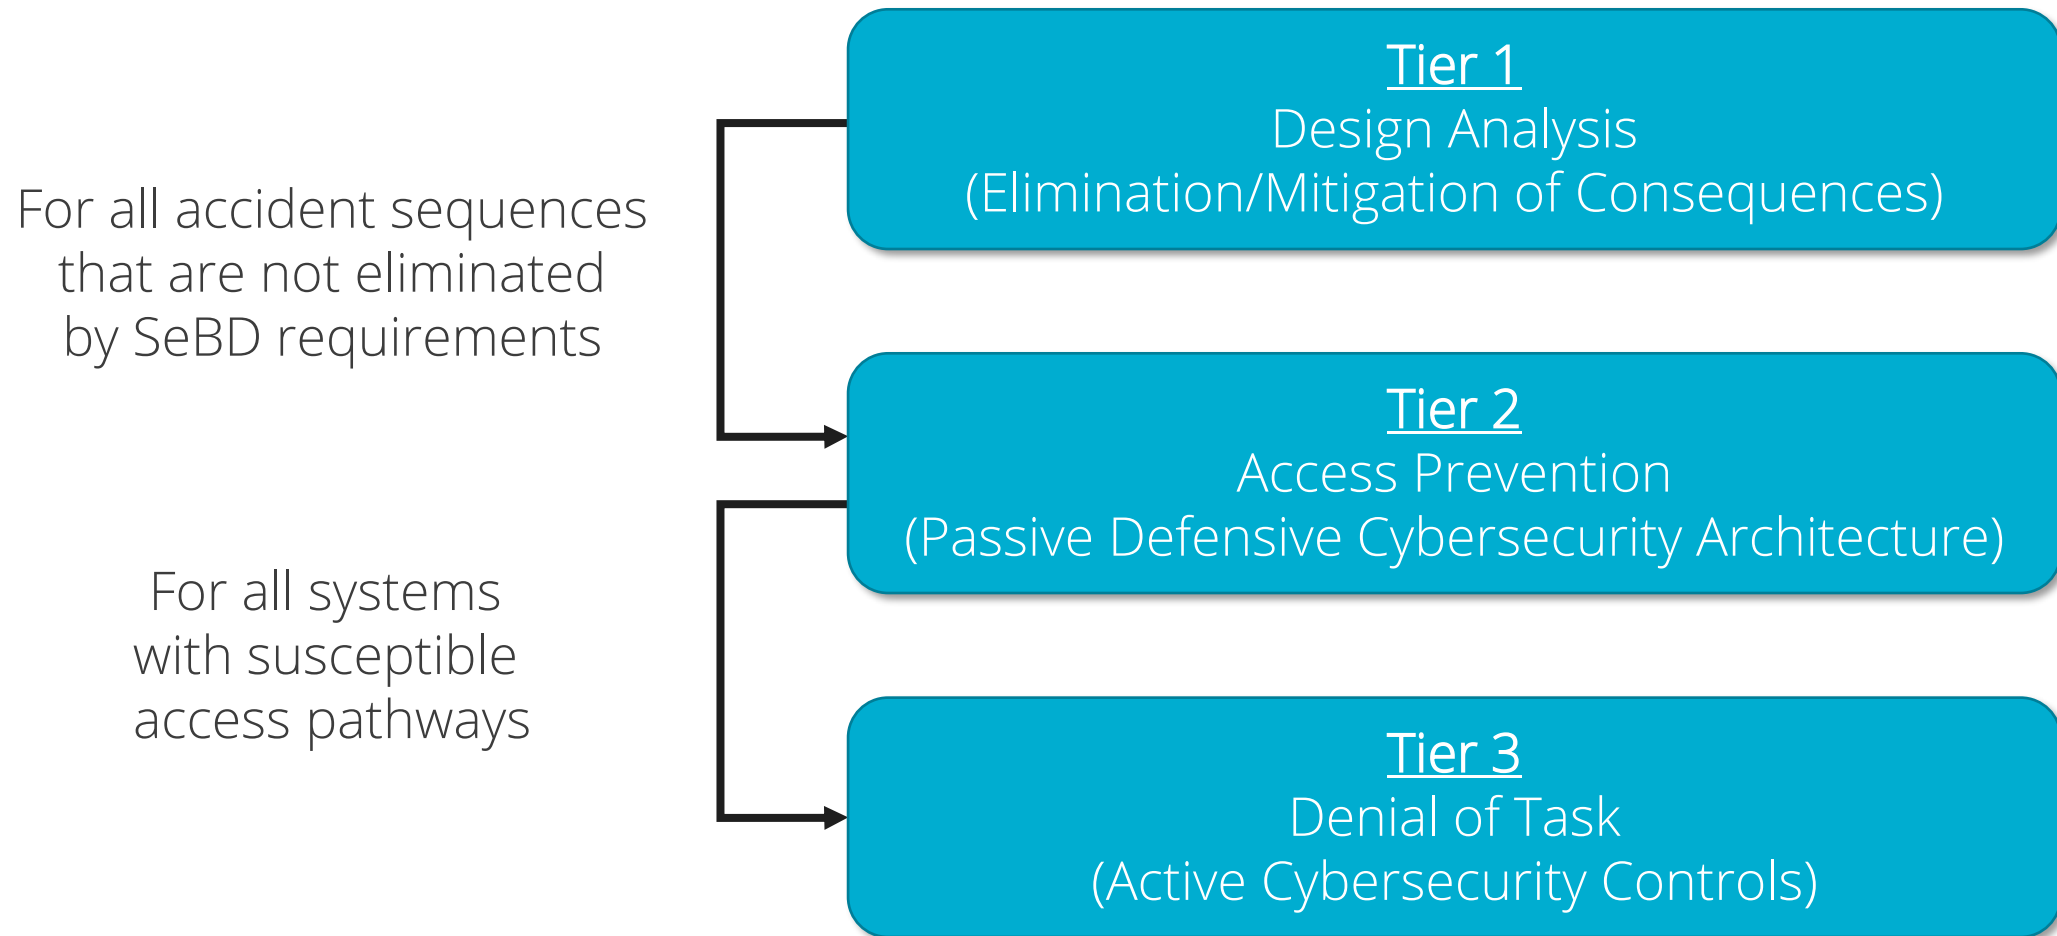 Tier 1
Design Analysis
(Elimination/Mitigation of Consequences)
For all accident sequences
that are not eliminated
by SeBD requirements
Tier 2
Access Prevention
(Passive Defensive Cybersecurity Architecture)
For all systems
with susceptible
access pathways
Tier 3
Denial of Task
(Active Cybersecurity Controls)